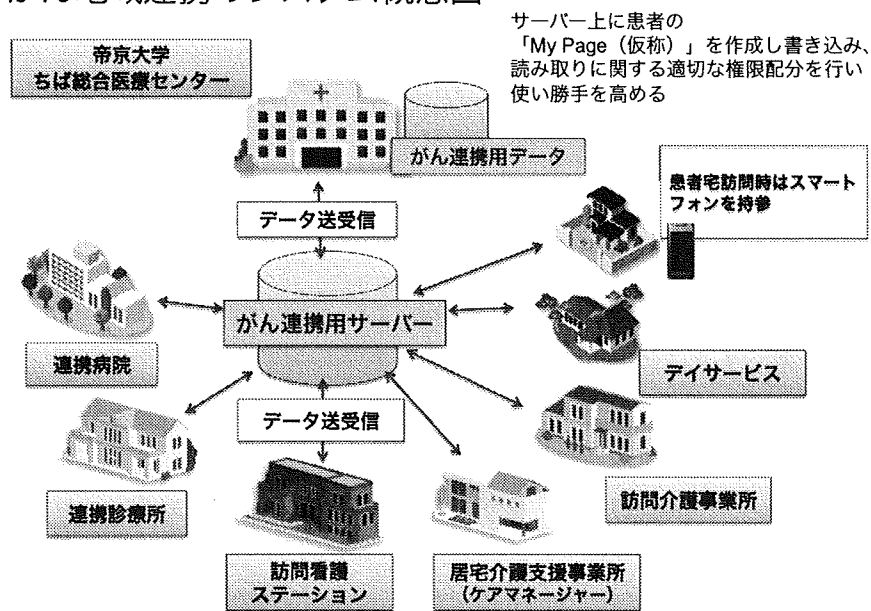 サーバー上に患者の
「My Page（仮称）」を作成し書き込み、
読み取りに関する適切な権限配分を行い
使い勝手を高める
帝京大学
ちば総合医療センター
がん連携用データ
患者宅訪問時はスマート
フォンを持参
データ送受信
がん連携用サーバー
連携病院
デイサービス
データ送受信
連携診療所
訪問介護事業所
訪問看護
ステーション
居宅介護支援事業所
（ケアマネージャー）